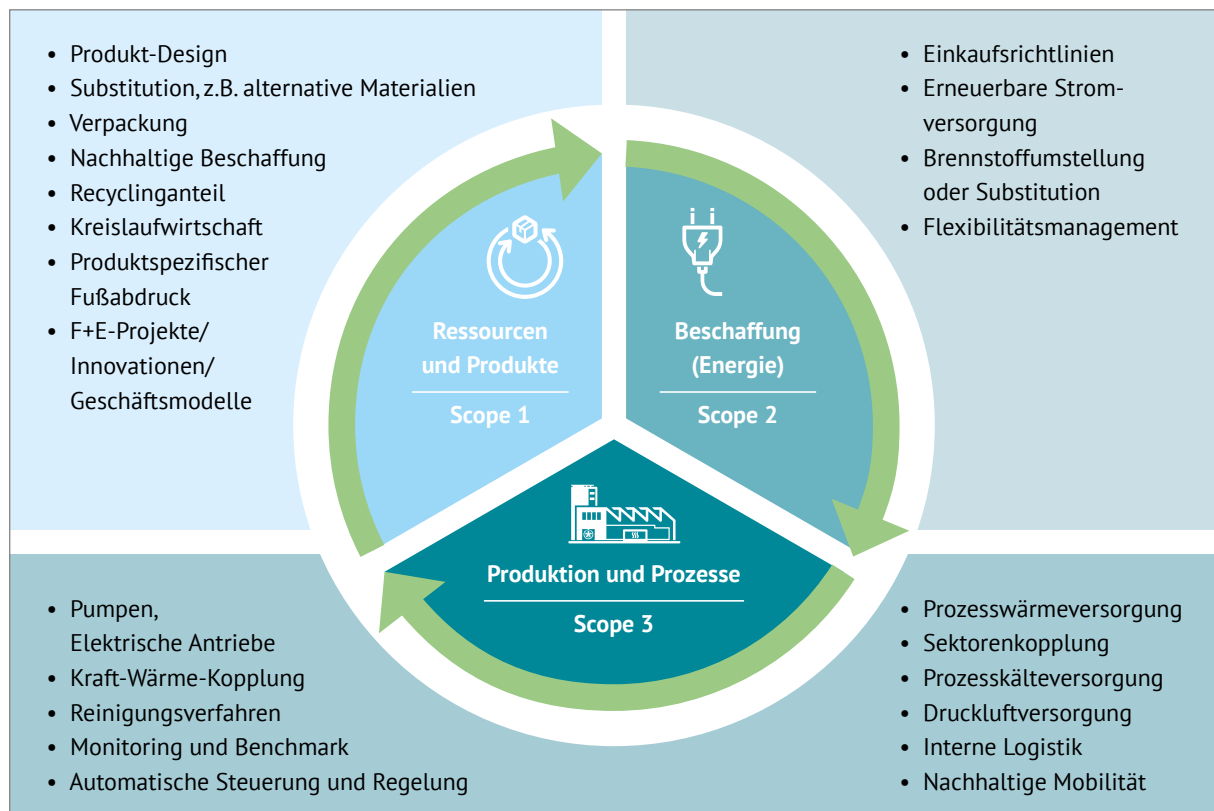 • Produkt-Design
• Substitution, z.B. alternative Materialien
• Verpackung
• Nachhaltige Beschaffung
• Recyclinganteil
• Kreislaufwirtschaft
• Produktspezifischer
Fußabdruck
• F+E-Projekte/
Innovationen/
Geschäftsmodelle
• Einkaufsrichtlinien
• Erneuerbare Strom-
versorgung
• Brennstoffumstellung
oder Substitution
• Flexibilitätsmanagement
Ressourcen
und Produkte
Scope 1
Beschaffung
(Energie)
Scope 2
Produktion und Prozesse
Scope 3
• Pumpen,
Elektrische Antriebe
• Kraft-Wärme-Kopplung
• Reinigungsverfahren
• Monitoring und Benchmark
• Automatische Steuerung und Regelung
• Prozesswärmeversorgung
• Sektorenkopplung
• Prozesskälteversorgung
• Druckluftversorgung
• Interne Logistik
• Nachhaltige Mobilität